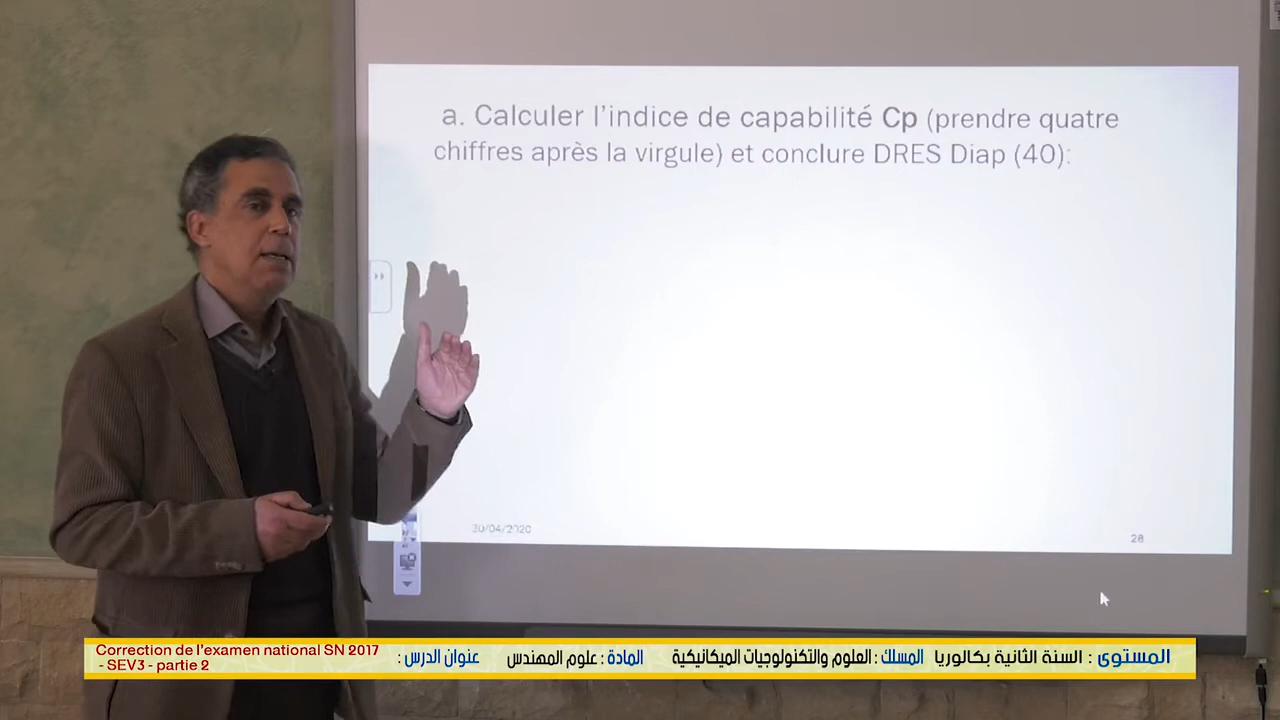 a. Calculer l'indice de capabilité Cp (prendre quatre
chiffres après la virgule) et conclure DRES Diap (40):
30/04/2020
28
المستوى : السنة الثانية بكالوريا المسلك : العلوم والتكنولوجيات الميكانيكية المادة : علوم المهندس عنوان الدرس :
Correction de l'examen national SN 2017
- SEV3 - partie 2